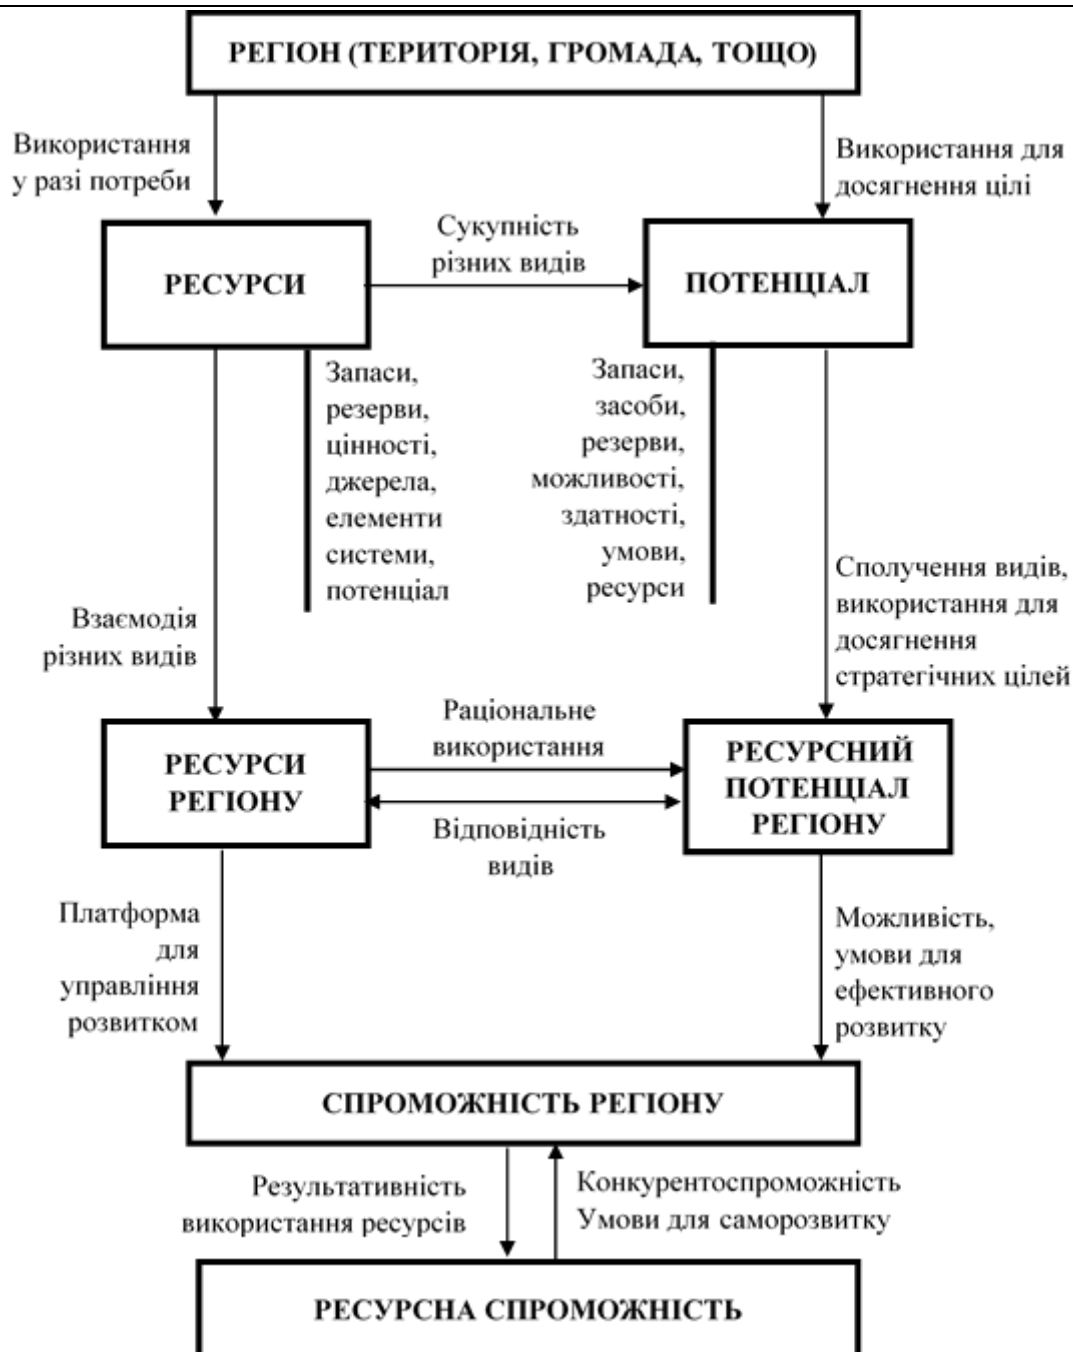 РЕГІОН (ТЕРИТОРІЯ, ГРОМАДА, ТОЩО)
Використання
у разі потреби
Використання для
досягнення цілі
РЕСУРСИ
Сукупність
різних видів
ПОТЕНЦІАЛ
Запаси,
резерви,
цінності,
джерела,
елементи
системи,
потенціал
Запаси,
засоби,
резерви,
можливості,
здатності,
умови,
ресурси
Взаємодія
різних видів
Сполучення видів,
використання для
досягнення
стратегічних цілей
РЕСУРСИ
РЕГІОНУ
Раціональне
використання
Відповідність
видів
РЕСУРСНИЙ
ПОТЕНЦІАЛ
РЕГІОНУ
Платформа
для
управління
розвитком
Можливість,
умови для
ефективного
розвитку
СПРОМОЖНІСТЬ РЕГІОНУ
Результативність
використання ресурсів
Конкурентоспроможність
Умови для саморозвитку
РЕСУРСНА СПРОМОЖНІСТЬ